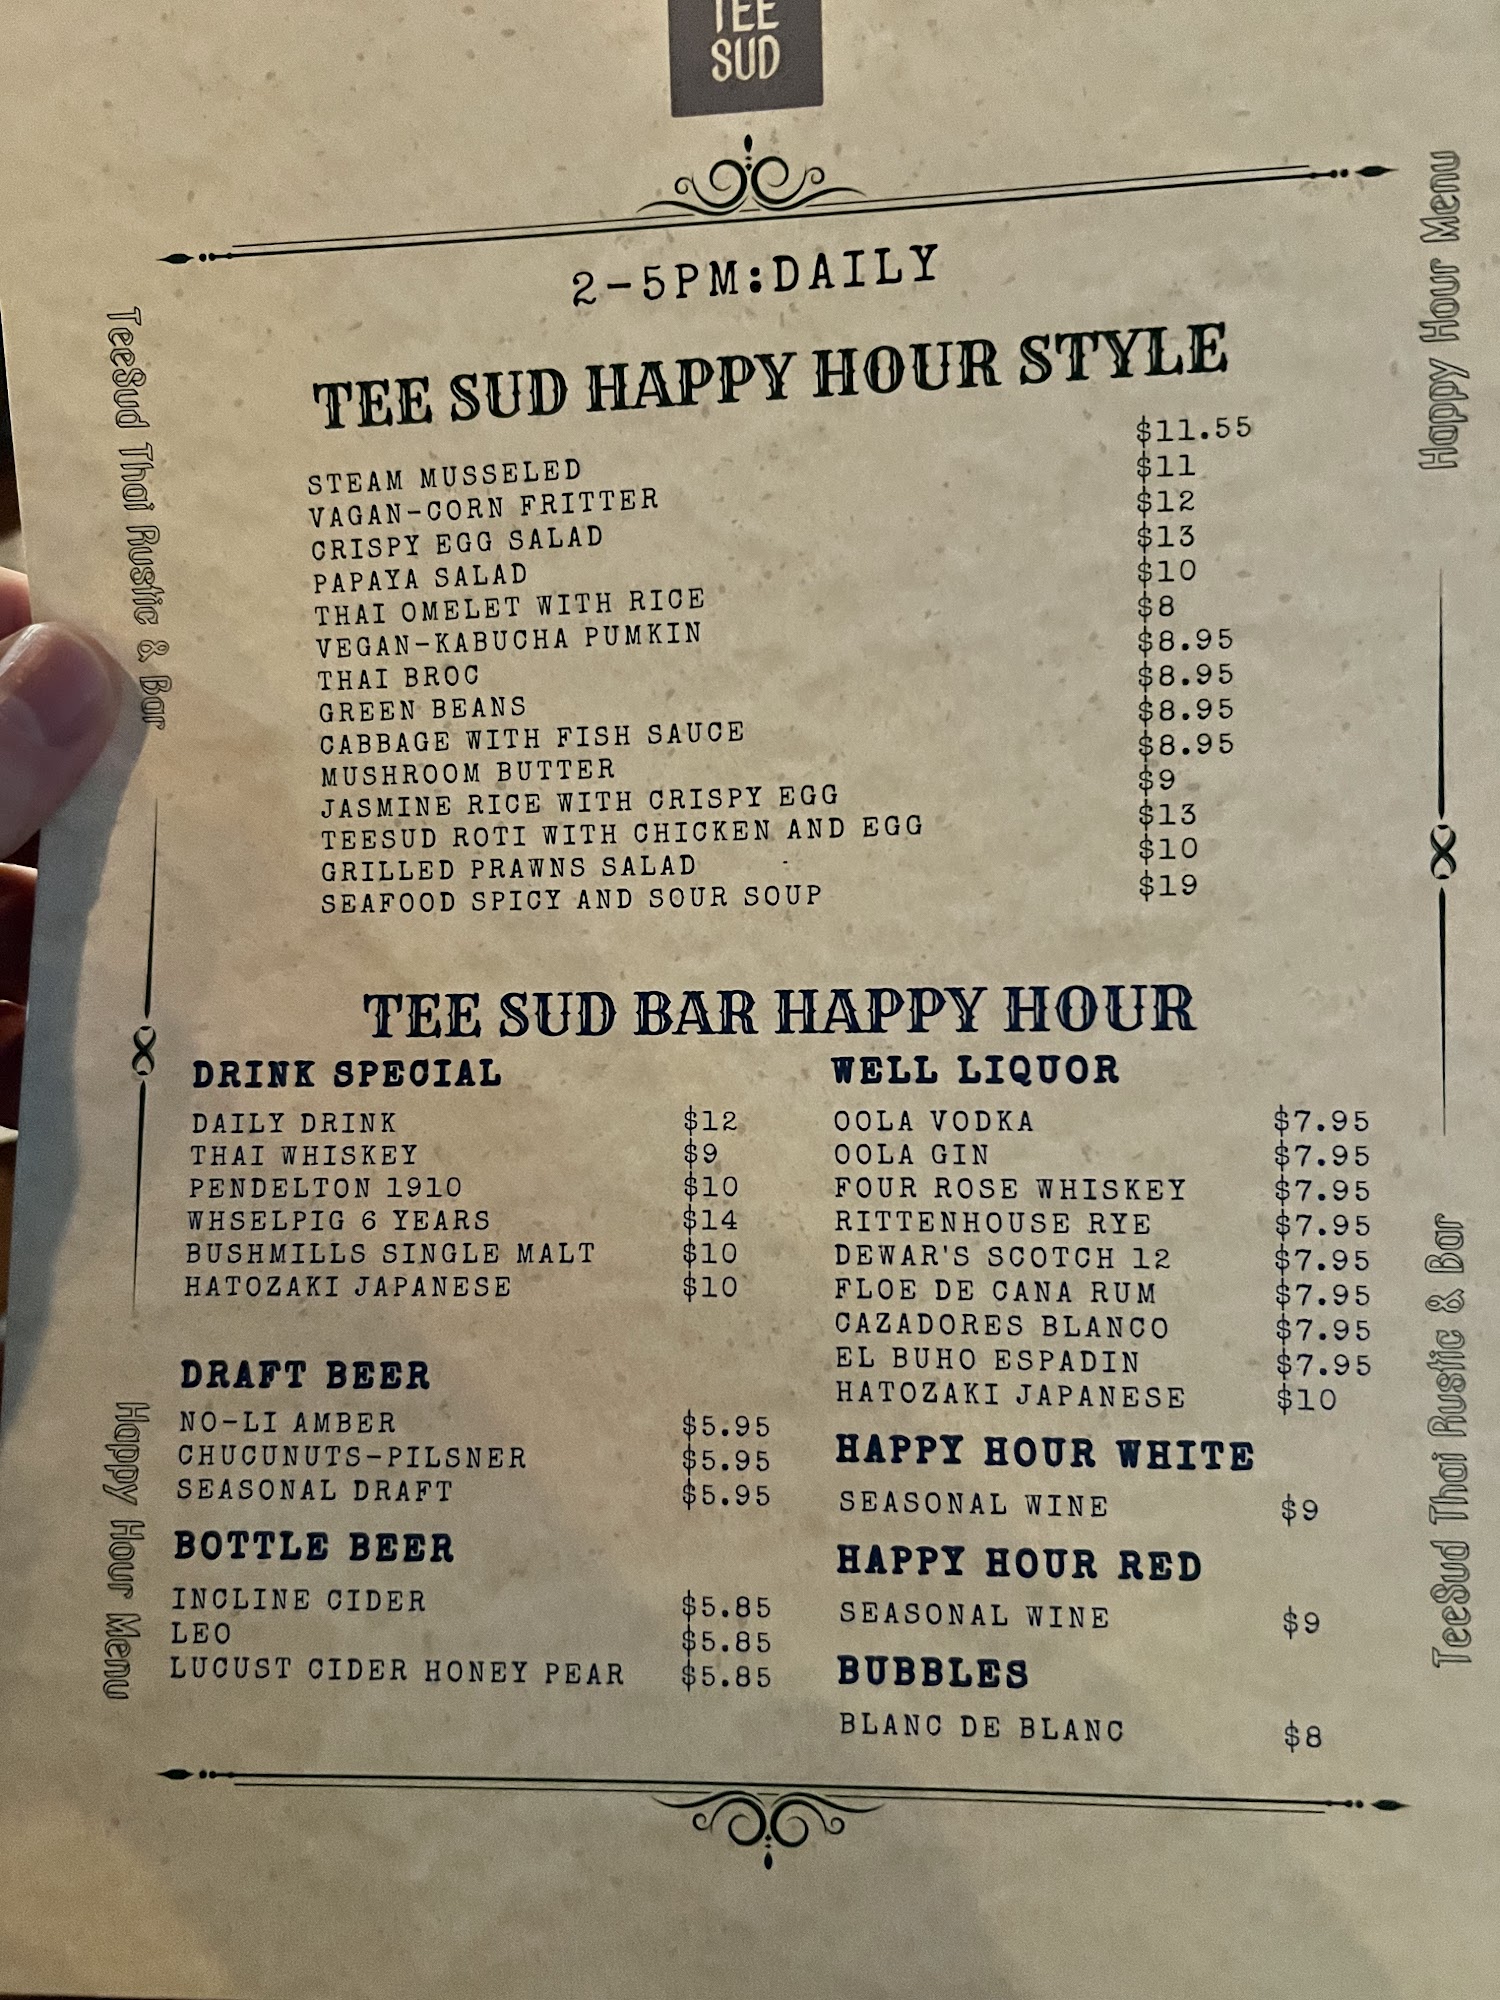 TEE
SUD
2-5PM:DAILY
TEE SUD HAPPY HOUR STYLE
STEAM MUSSELED $11.55
VAGAN-CORN FRITTER $11
CRISPY EGG SALAD $12
PAPAYA SALAD $13
THAI OMELET WITH RICE $10
VEGAN-KABUCHA PUMKIN $8
THAI BROC $8.95
GREEN BEANS $8.95
CABBAGE WITH FISH SAUCE $8.95
MUSHROOM BUTTER $8.95
JASMINE RICE WITH CRISPY EGG $9
TEESUD ROTI WITH CHICKEN AND EGG $13
GRILLED PRAWNS SALAD $10
SEAFOOD SPICY AND SOUR SOUP $19
TEE SUD BAR HAPPY HOUR
DRINK SPECIAL
DAILY DRINK $12
THAI WHISKEY $9
PENDELTON 1910 $10
WHSELPIG 6 YEARS $14
BUSHMILLS SINGLE MALT $10
HATOZAKI JAPANESE $10
DRAFT BEER
NO-LI AMBER $5.95
CHUCUNUTS-PILSNER $5.95
SEASONAL DRAFT $5.95
BOTTLE BEER
INCLINE CIDER $5.85
LEO $5.85
LUCUST CIDER HONEY PEAR $5.85
WELL LIQUOR
OOLA VODKA $7.95
OOLA GIN $7.95
FOUR ROSE WHISKEY $7.95
RITTENHOUSE RYE $7.95
DEWAR'S SCOTCH 12 $7.95
FLOE DE CANA RUM $7.95
CAZADORES BLANCO $7.95
EL BUHO ESPADIN $7.95
HATOZAKI JAPANESE $10
HAPPY HOUR WHITE
SEASONAL WINE $9
HAPPY HOUR RED
SEASONAL WINE $9
BUBBLES
BLANC DE BLANC $8
TeeSud Thai Rustic & Bar
Happy Hour Menu
Happy Hour Menu
TeeSud Thai Rustic & Bar